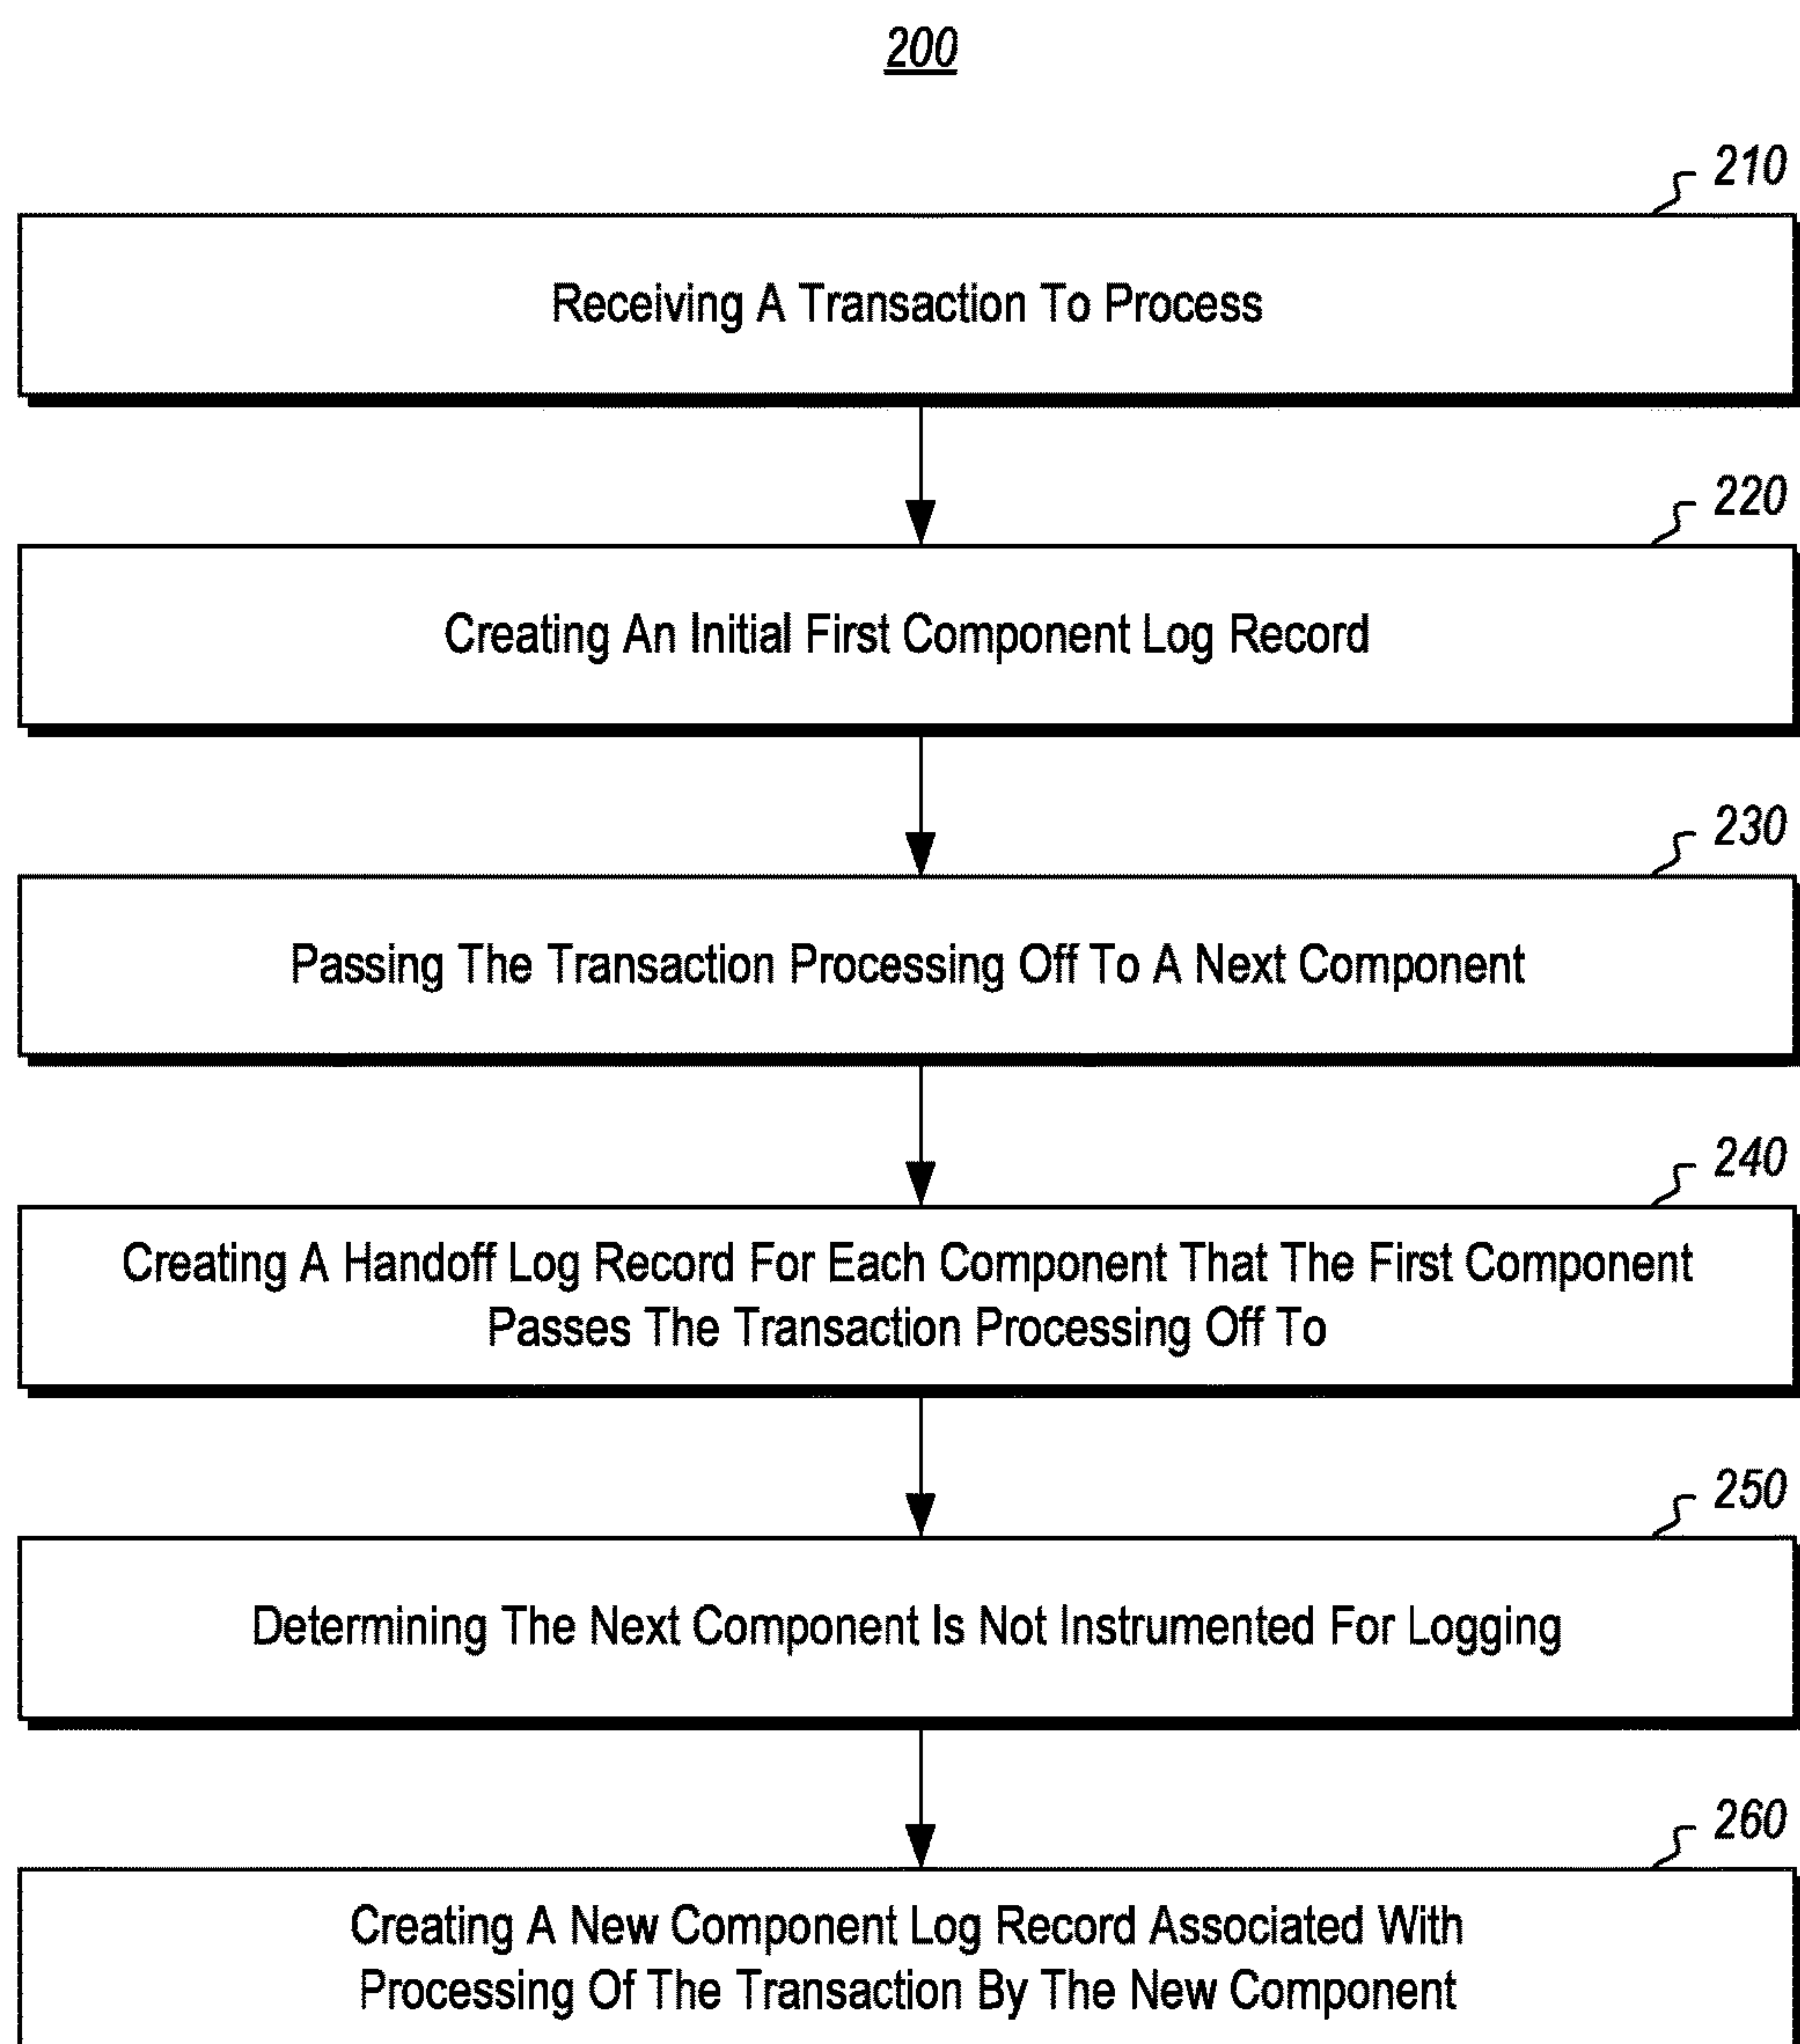 200
210
Receiving A Transaction To Process
220
Creating An Initial First Component Log Record
230
Passing The Transaction Processing Off To A Next Component
240
Creating A Handoff Log Record For Each Component That The First Component
Passes The Transaction Processing Off To
250
Determining The Next Component Is Not Instrumented For Logging
260
Creating A New Component Log Record Associated With
Processing Of The Transaction By The New Component